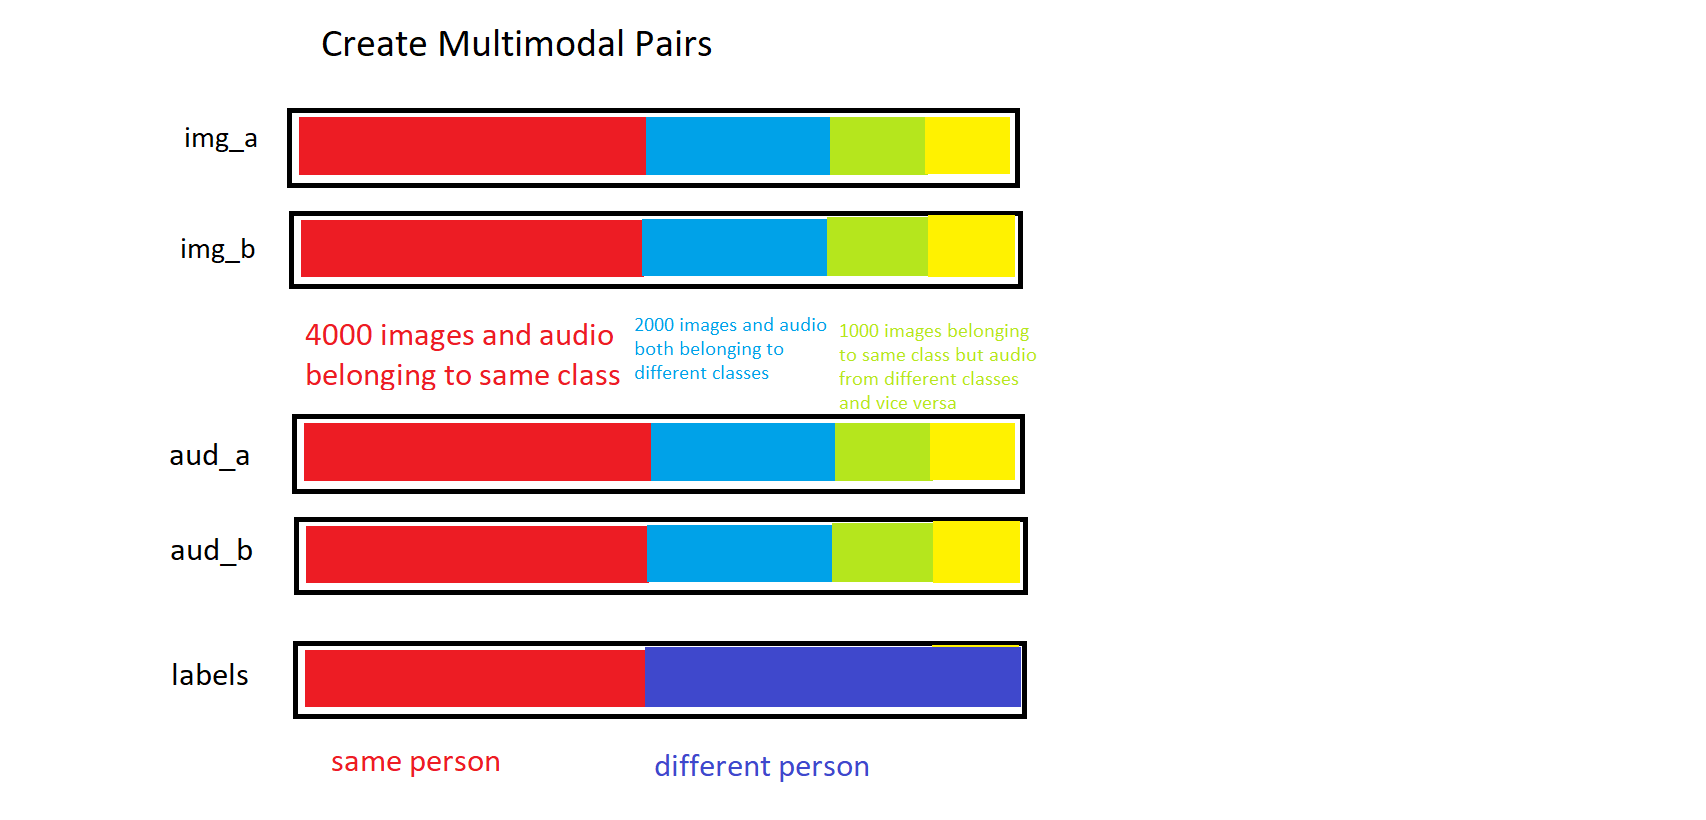 Create Multimodal Pairs
img_a
img_b
4000 images and audio
belonging to same class
2000 images and audio
both belonging to
different classes
1000 images belonging
to same class but audio
from different classes
and vice versa
aud_a
aud_b
labels
same person
different person